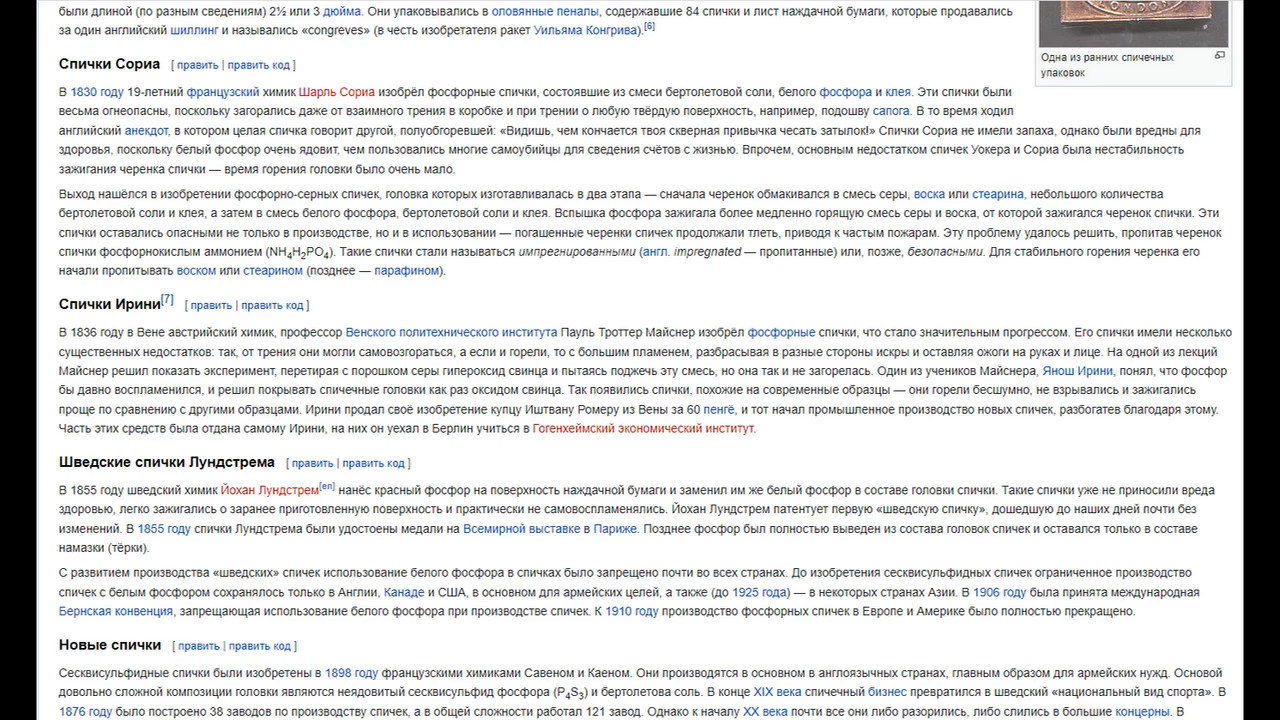 были длиной (по разным сведениям) 2½ или 3 дюйма. Они упаковывались в оловянные пеналы, содержавшие 84 спички и лист наждачной бумаги, которые продавались
за один английский шиллинг и назывались «congreves» (в честь изобретателя ракет Уильяма Конгрива).[6]
LONDON
Одна из ранних спичечных
упаковок
Спички Сориа [ править | править код ]
В 1830 году 19-летний французский химик Шарль Сориа изобрёл фосфорные спички, состоявшие из смеси бертолетовой соли, белого фосфора и клея. Эти спички были
весьма огнеопасны, поскольку загорались даже от взаимного трения в коробке и при трении о любую твёрдую поверхность, например, подошву сапога. В то время ходил
английский анекдот, в котором целая спичка говорит другой, полуобгоревшей: «Видишь, чем кончается твоя скверная привычка чесать затылок!» Спички Сориа не имели запаха, однако были вредны для
здоровья, поскольку белый фосфор очень ядовит, чем пользовались многие самоубийцы для сведения счётов с жизнью. Впрочем, основным недостатком спичек Уокера и Сориа была нестабильность
зажигания черенка спички — время горения головки было очень мало.
Выход нашёлся в изобретении фосфорно-серных спичек, головка которых изготавливалась в два этапа — сначала черенок обмакивался в смесь серы, воска или стеарина, небольшого количества
бертолетовой соли и клея, а затем в смесь белого фосфора, бертолетовой соли и клея. Вспышка фосфора зажигала более медленно горящую смесь серы и воска, от которой зажигался черенок спички. Эти
спички оставались опасными не только в производстве, но и в использовании — погашенные черенки спичек продолжали тлеть, приводя к частым пожарам. Эту проблему удалось решить, пропитав черенок
спички фосфорнокислым аммонием (NH4H2PO4). Такие спички стали называться импрегнированными (англ. impregnated — пропитанные) или, позже, безопасными. Для стабильного горения черенка его
начали пропитывать воском или стеарином (позднее — парафином).
Спички Ирини[7] [ править | править код ]
В 1836 году в Вене австрийский химик, профессор Венского политехнического института Пауль Троттер Майснер изобрёл фосфорные спички, что стало значительным прогрессом. Его спички имели несколько
существенных недостатков: так, от трения они могли самовозгораться, а если и горели, то с большим пламенем, разбрасывая в разные стороны искры и оставляя ожоги на руках и лице. На одной из лекций
Майснер решил показать эксперимент, перетирая с порошком серы гипероксид свинца и пытаясь поджечь эту смесь, но она так и не загорелась. Один из учеников Майснера, Янош Ирини, понял, что фосфор
бы давно воспламенился, и решил покрывать спичечные головки как раз оксидом свинца. Так появились спички, похожие на современные образцы — они горели бесшумно, не взрывались и зажигались
проще по сравнению с другими образцами. Ирини продал своё изобретение купцу Иштвану Ромеру из Вены за 60 пенгё, и тот начал промышленное производство новых спичек, разбогатев благодаря этому.
Часть этих средств была отдана самому Ирини, на них он уехал в Берлин учиться в Гогенхеймский экономический институт.
Шведские спички Лундстрема [ править | править код ]
В 1855 году шведский химик Йохан Лундстрем[en] нанёс красный фосфор на поверхность наждачной бумаги и заменил им же белый фосфор в составе головки спички. Такие спички уже не приносили вреда
здоровью, легко зажигались о заранее приготовленную поверхность и практически не самовоспламенялись. Йохан Лундстрем патентует первую «шведскую спичку», дошедшую до наших дней почти без
изменений. В 1855 году спички Лундстрема были удостоены медали на Всемирной выставке в Париже. Позднее фосфор был полностью выведен из состава головок спичек и оставался только в составе
намазки (тёрки).
С развитием производства «шведских» спичек использование белого фосфора в спичках было запрещено почти во всех странах. До изобретения сесквисульфидных спичек ограниченное производство
спичек с белым фосфором сохранялось только в Англии, Канаде и США, в основном для армейских целей, а также (до 1925 года) — в некоторых странах Азии. В 1906 году была принята международная
Бернская конвенция, запрещающая использование белого фосфора при производстве спичек. К 1910 году производство фосфорных спичек в Европе и Америке было полностью прекращено.
Новые спички [ править | править код ]
Сесквисульфидные спички были изобретены в 1898 году французскими химиками Савеном и Каеном. Они производятся в основном в англоязычных странах, главным образом для армейских нужд. Основой
довольно сложной композиции головки являются неядовитый сесквисульфид фосфора (P4S3) и бертолетова соль. В конце XIX века спичечный бизнес превратился в шведский «национальный вид спорта». В
1876 году было построено 38 заводов по производству спичек, а в общей сложности работал 121 завод. Однако к началу XX века почти все они либо разорились, либо слились в большие концерны. В